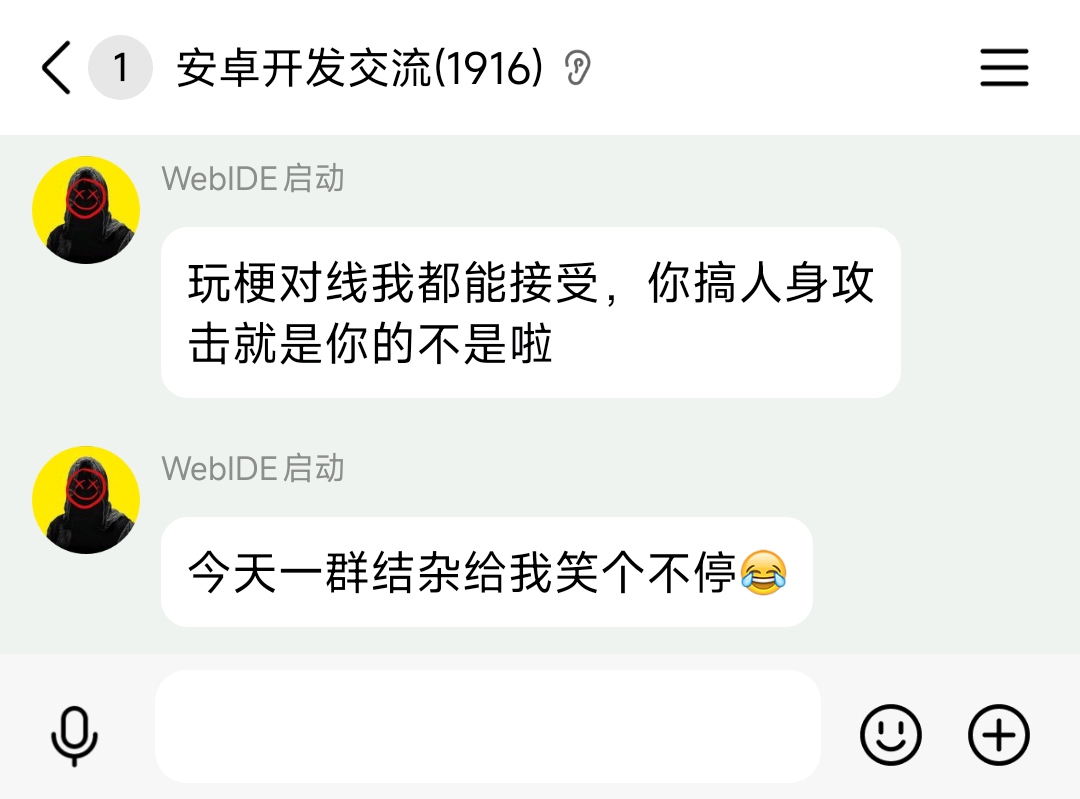 1 安卓开发交流(1916)
WebIDE启动
玩梗对线我都能接受，你搞人身攻
击就是你的不是啦
WebIDE启动
今天一群结杂给我笑个不停😂